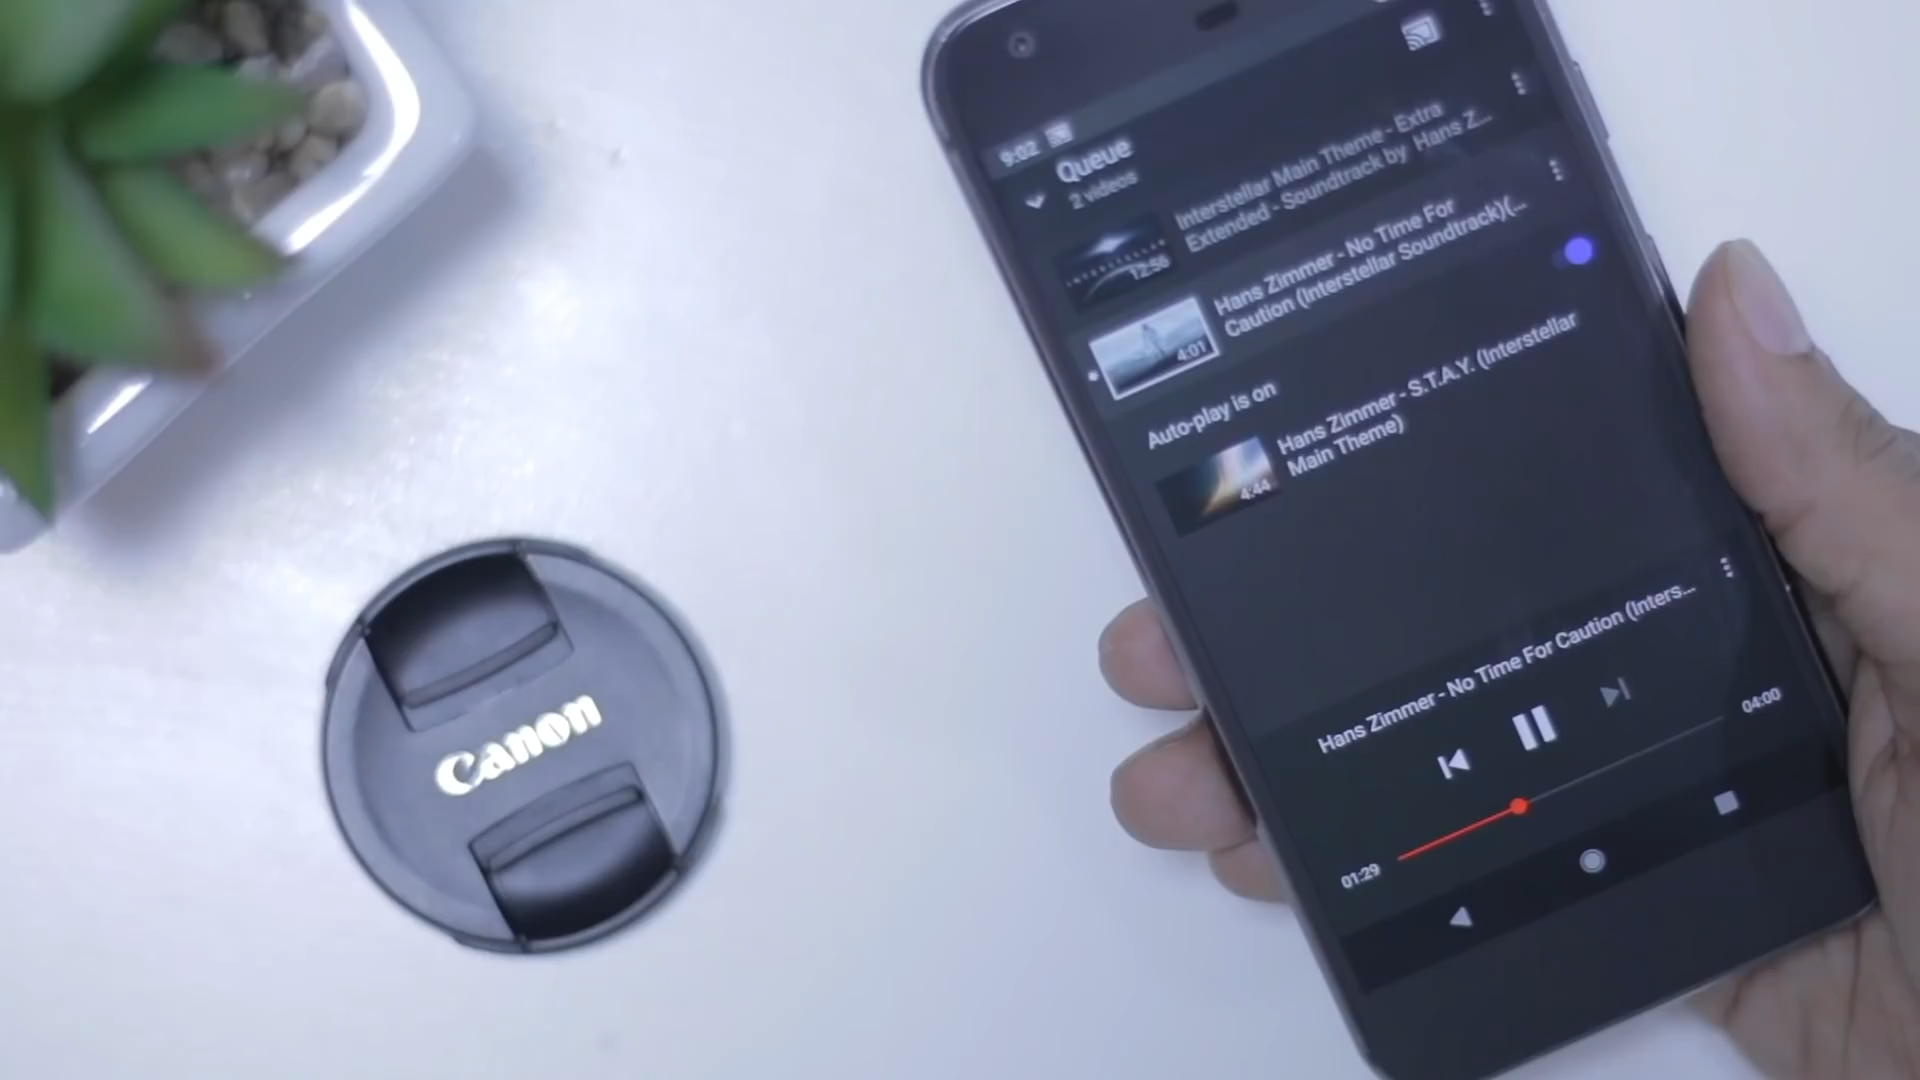 9:02
Queue
2 videos
Interstellar Main Theme - Extra
Extended - Soundtrack by Hans Z...
12:56
Hans Zimmer - No Time For
Caution (Interstellar Soundtrack)(...
4:01
Auto-play is on
Hans Zimmer - S.T.A.Y. (Interstellar
Main Theme)
4:44
Hans Zimmer - No Time For Caution (Inters...
01:29
04:00
Canon